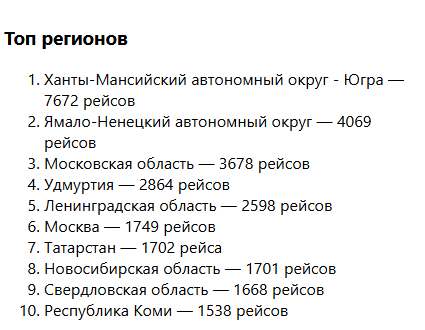 Топ регионов
1. Ханты-Мансийский автономный округ - Югра —
7672 рейсов
2. Ямало-Ненецкий автономный округ — 4069
рейсов
3. Московская область — 3678 рейсов
4. Удмуртия — 2864 рейсов
5. Ленинградская область — 2598 рейсов
6. Москва — 1749 рейсов
7. Татарстан — 1702 рейса
8. Новосибирская область — 1701 рейсов
9. Свердловская область — 1668 рейсов
10. Республика Коми — 1538 рейсов